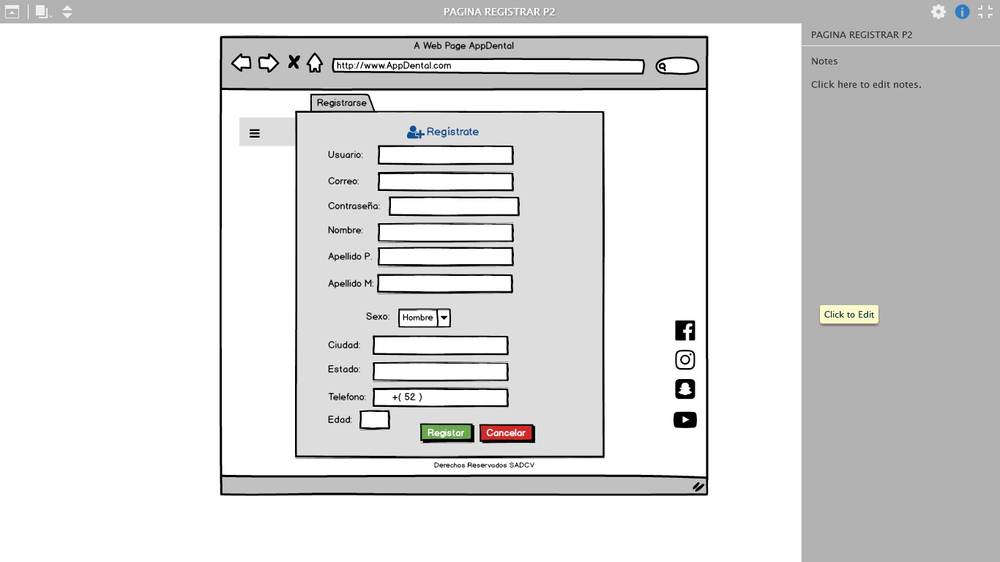 PAGINA REGISTRAR P2
PAGINA REGISTRAR P2
Notes
Click here to edit notes.
Click to Edit
A Web Page AppDental
http://www.AppDental.com
Registrarse
Regístrate
Usuario:
Correo:
Contraseña:
Nombre:
Apellido P.
Apellido M:
Sexo: Hombre
Ciudad:
Estado:
Telefono: +( 52 )
Edad:
Registar Cancelar
Derechos Reservados SADCV